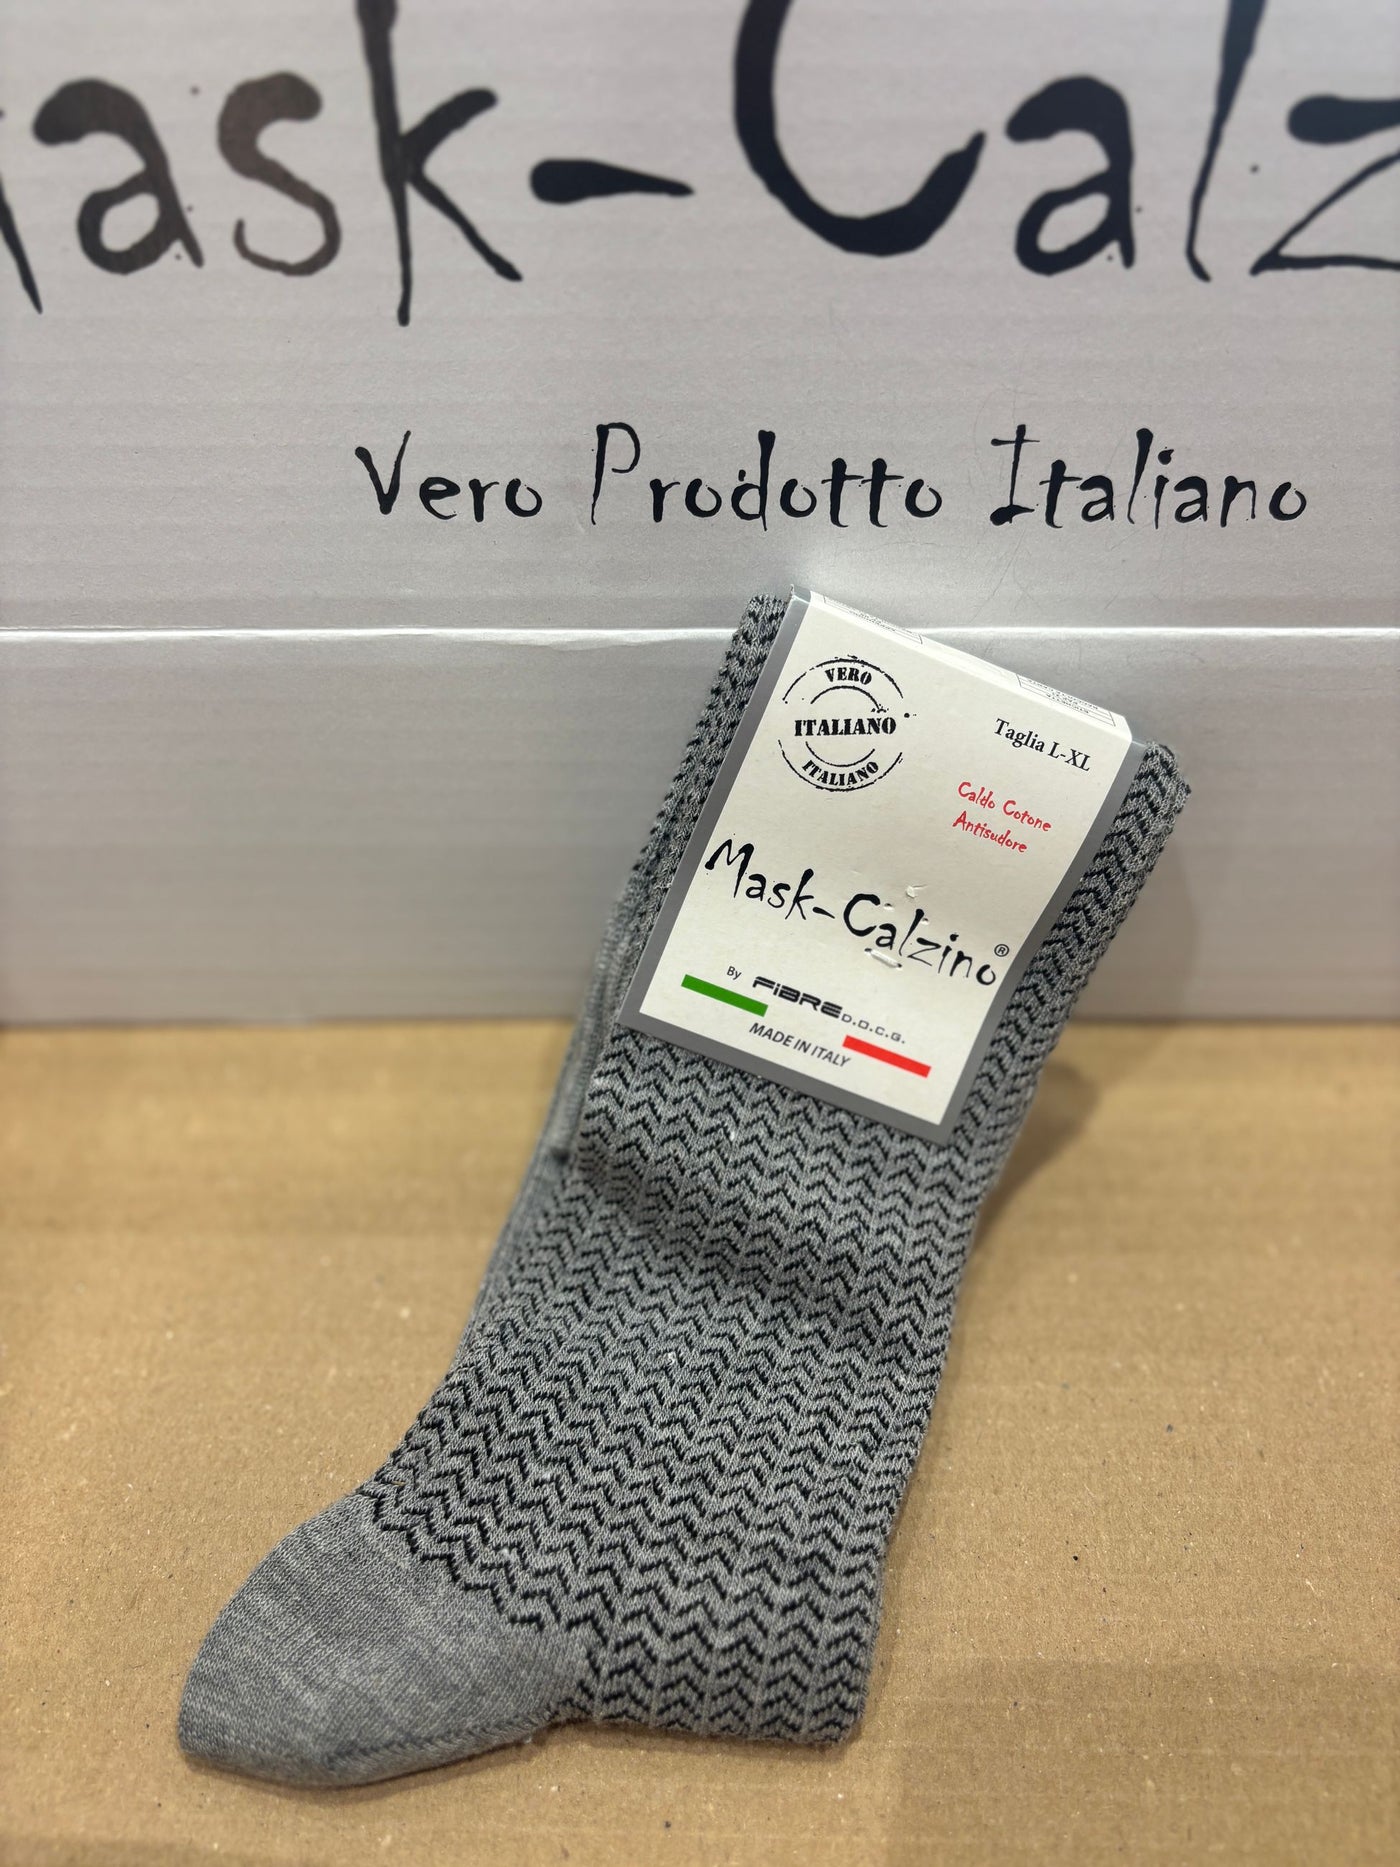 ask-Calz
Vero Prodotto Italiano
VERO
ITALIANO
ITALIANO
Taglia L-XL
Caldo Cotone
Antisudore
Mask-Calzino®
By FiBRE D.O.C.G.
MADE IN ITALY